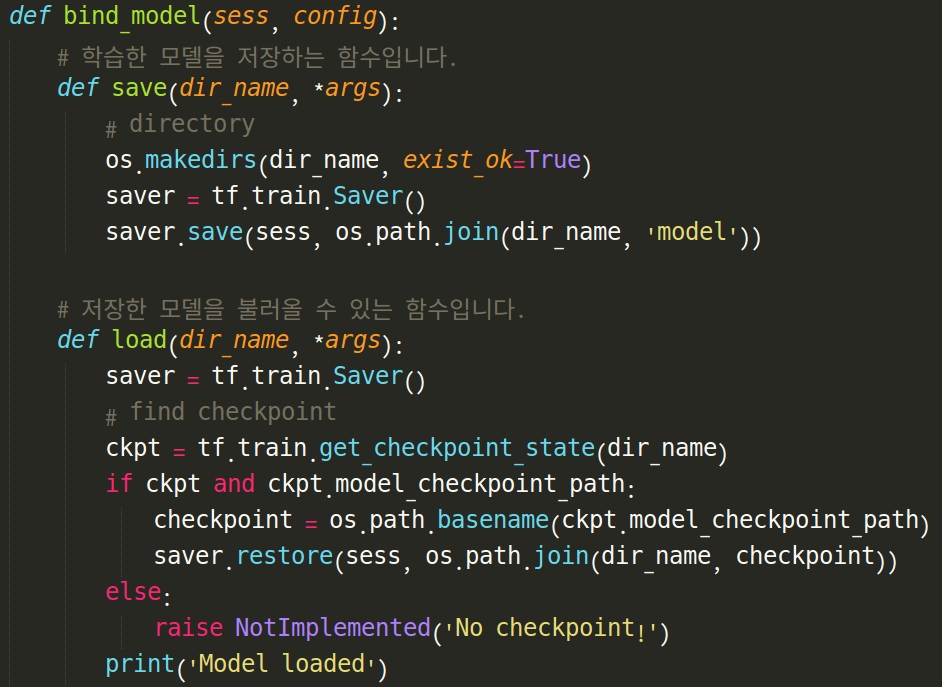 def bind_model(sess, config):
    # 학습한 모델을 저장하는 함수입니다.
    def save(dir_name, *args):
        # directory
        os.makedirs(dir_name, exist_ok=True)
        saver = tf.train.Saver()
        saver.save(sess, os.path.join(dir_name, 'model'))

    # 저장한 모델을 불러올 수 있는 함수입니다.
    def load(dir_name, *args):
        saver = tf.train.Saver()
        # find checkpoint
        ckpt = tf.train.get_checkpoint_state(dir_name)
        if ckpt and ckpt.model_checkpoint_path:
            checkpoint = os.path.basename(ckpt.model_checkpoint_path)
            saver.restore(sess, os.path.join(dir_name, checkpoint))
        else:
            raise NotImplemented('No checkpoint!')
        print('Model loaded')